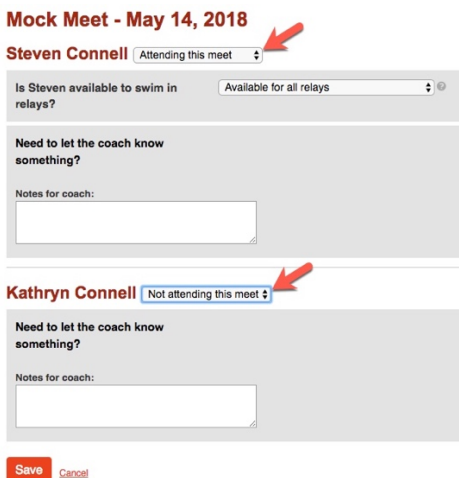 Mock Meet - May 14, 2018
Steven Connell Attending this meet
Is Steven available to swim in Available for all relays
relays?
Need to let the coach know
something?
Notes for coach:
Kathryn Connell Not attending this meet
Need to let the coach know
something?
Notes for coach:
Save Cancel